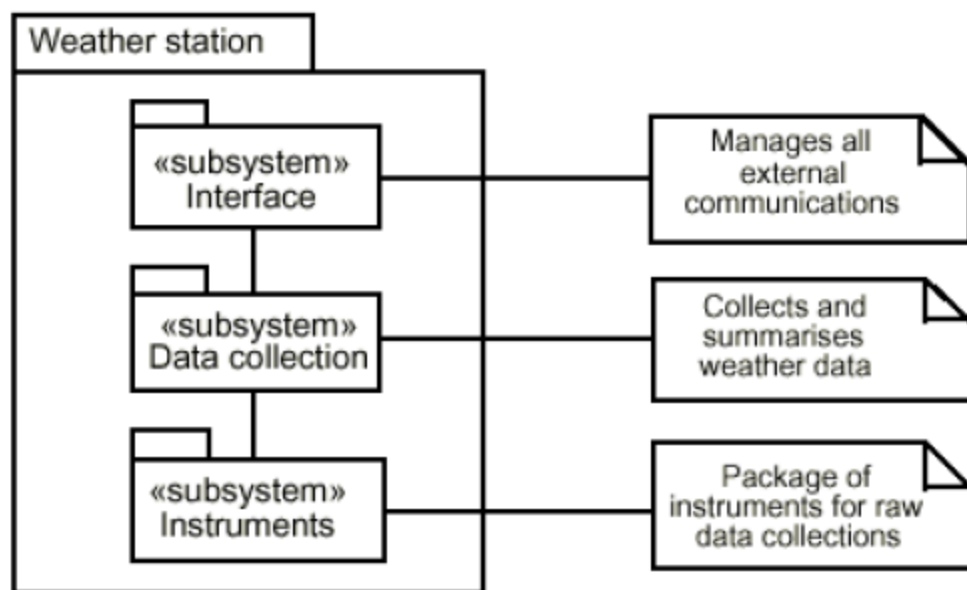 Weather station
«subsystem»
Interface
Manages all
external
communications
«subsystem»
Data collection
Collects and
summarises
weather data
«subsystem»
Instruments
Package of
instruments for raw
data collections